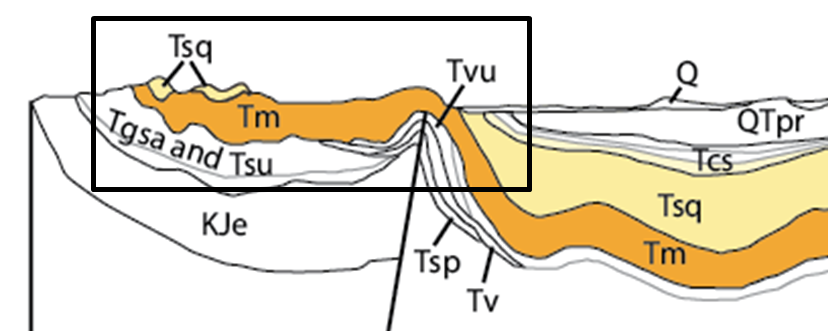 Tsq
Tvu
Q
Tm
QTpr
Tgsa and Tsu
Tcs
Tsq
KJe
Tsp
Tm
Tv